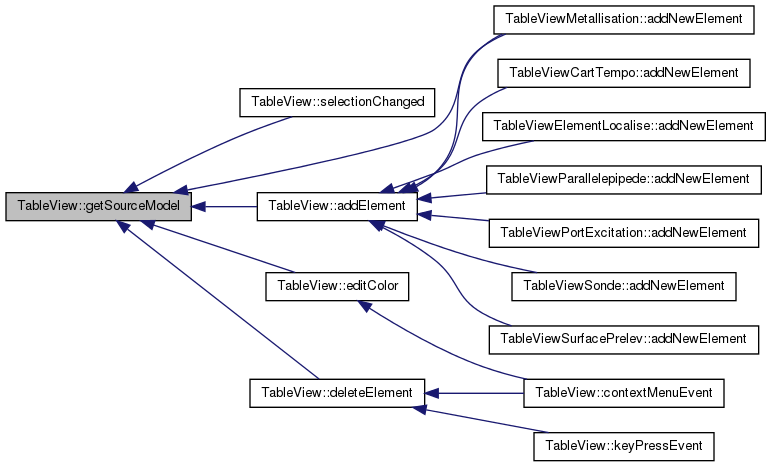 TableViewMetallisation::addNewElement
TableViewCartTempo::addNewElement
TableView::selectionChanged
TableViewElementLocalise::addNewElement
TableViewParallelepipede::addNewElement
TableView::getSourceModel
TableView::addElement
TableViewPortExcitation::addNewElement
TableView::editColor
TableViewSonde::addNewElement
TableViewSurfacePrelev::addNewElement
TableView::deleteElement
TableView::contextMenuEvent
TableView::keyPressEvent